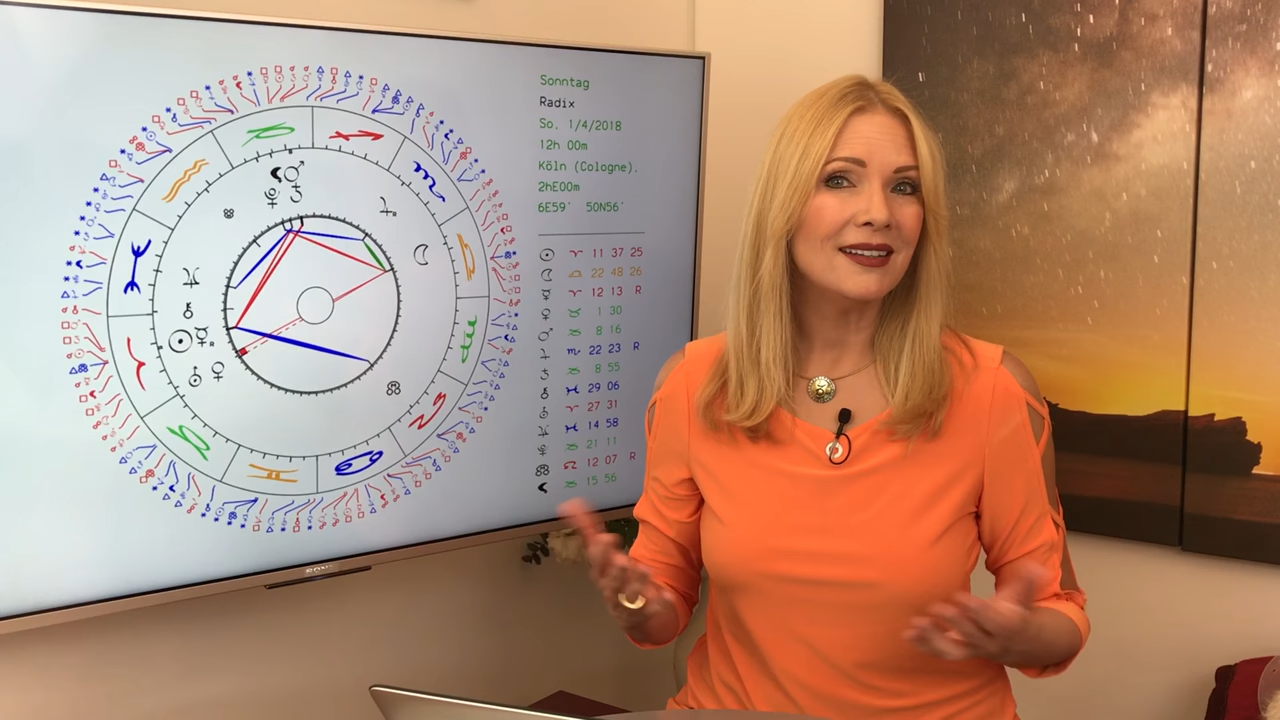 Sonntag
Radix
So, 1/4/2018
12h 00m
Köln (Cologne),
2hE00m
6E59' 50N56'
☉ ♈ 11 37 25
☽ ♎ 22 48 26
☿ ♈ 12 13 R
♀ ♉ 1 30
♂ ♑ 8 16
♃ ♏ 22 23 R
♄ ♑ 8 55
⚷ ♓ 29 06
♅ ♈ 27 31
♆ ♓ 14 58
♇ ♑ 21 11
☊ ♌ 12 07 R
⚸ ♑ 15 56
SONY